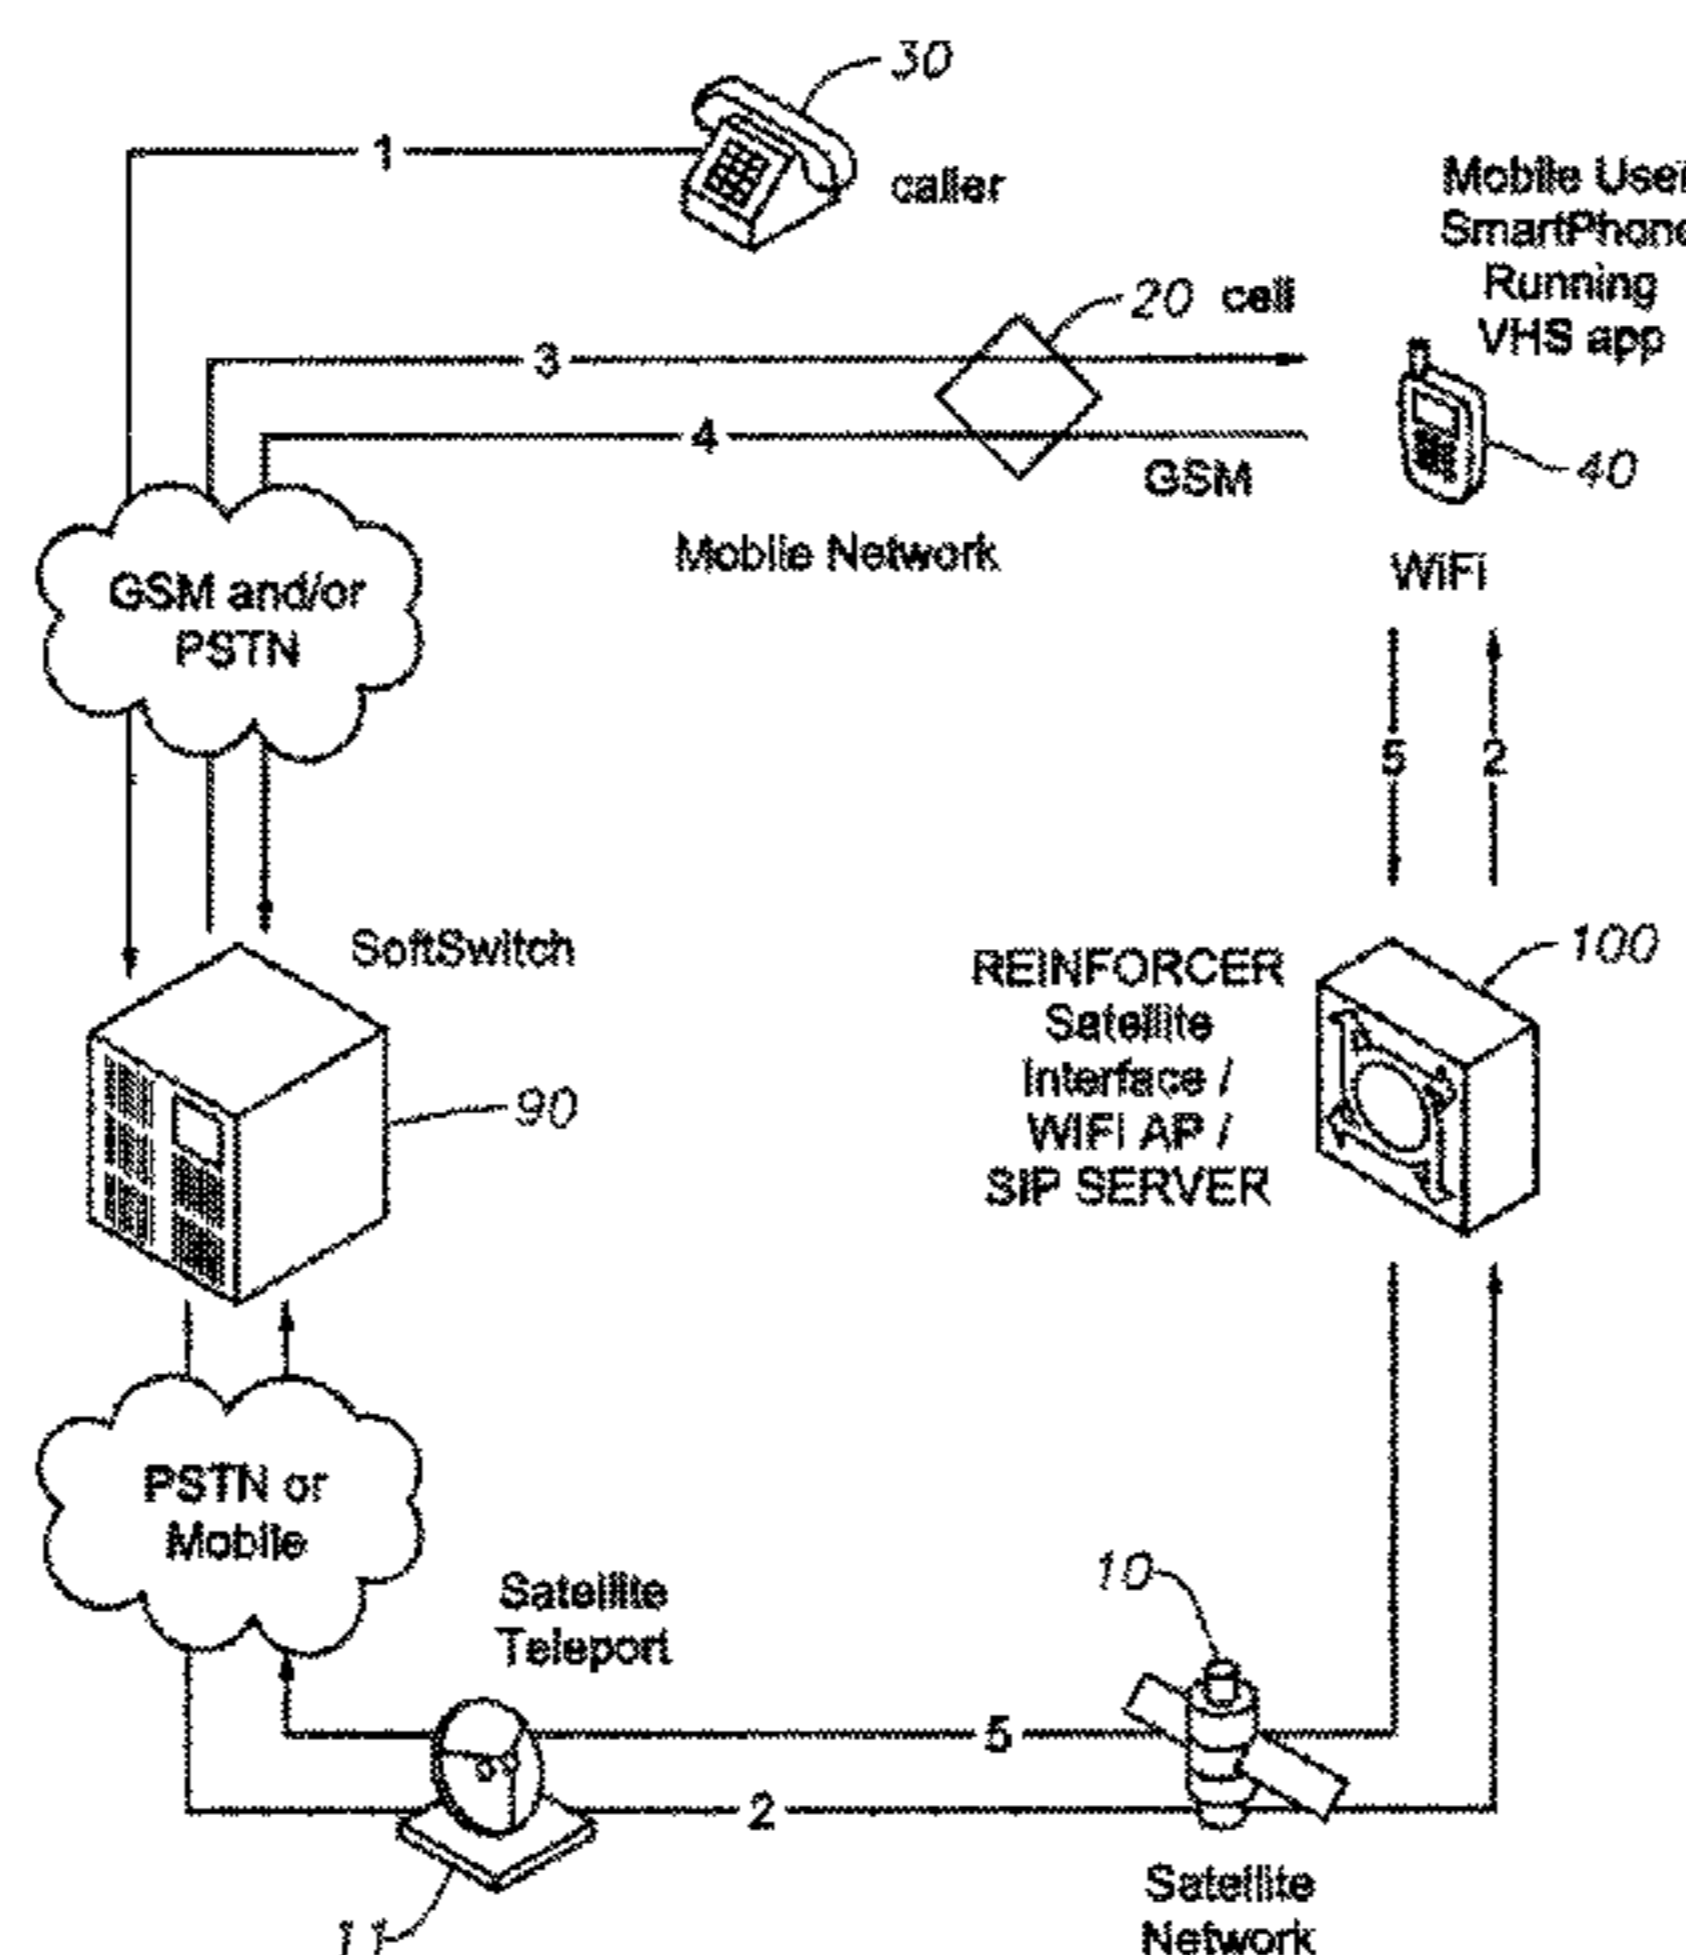 30
1
caller
Mobile User
SmartPhone
Running
VHS app
20 cell
3
4
GSM
40
Mobile Network
WiFi
GSM and/or
PSTN
5 2
SoftSwitch
100
REINFORCER
Satellite
Interface /
WIFI AP /
SIP SERVER
90
PSTN or
Mobile
10
Satellite
Teleport
5
2
Satellite
Network
11